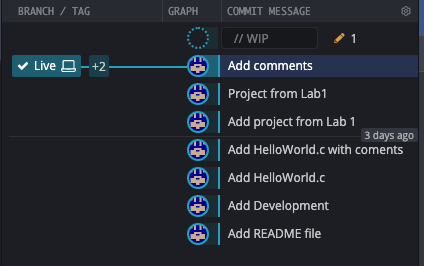 BRANCH / TAG GRAPH COMMIT MESSAGE
// WIP 1
Live +2 Add comments
Project from Lab1
Add project from Lab 1
3 days ago
Add HelloWorld.c with coments
Add HelloWorld.c
Add Development
Add README file